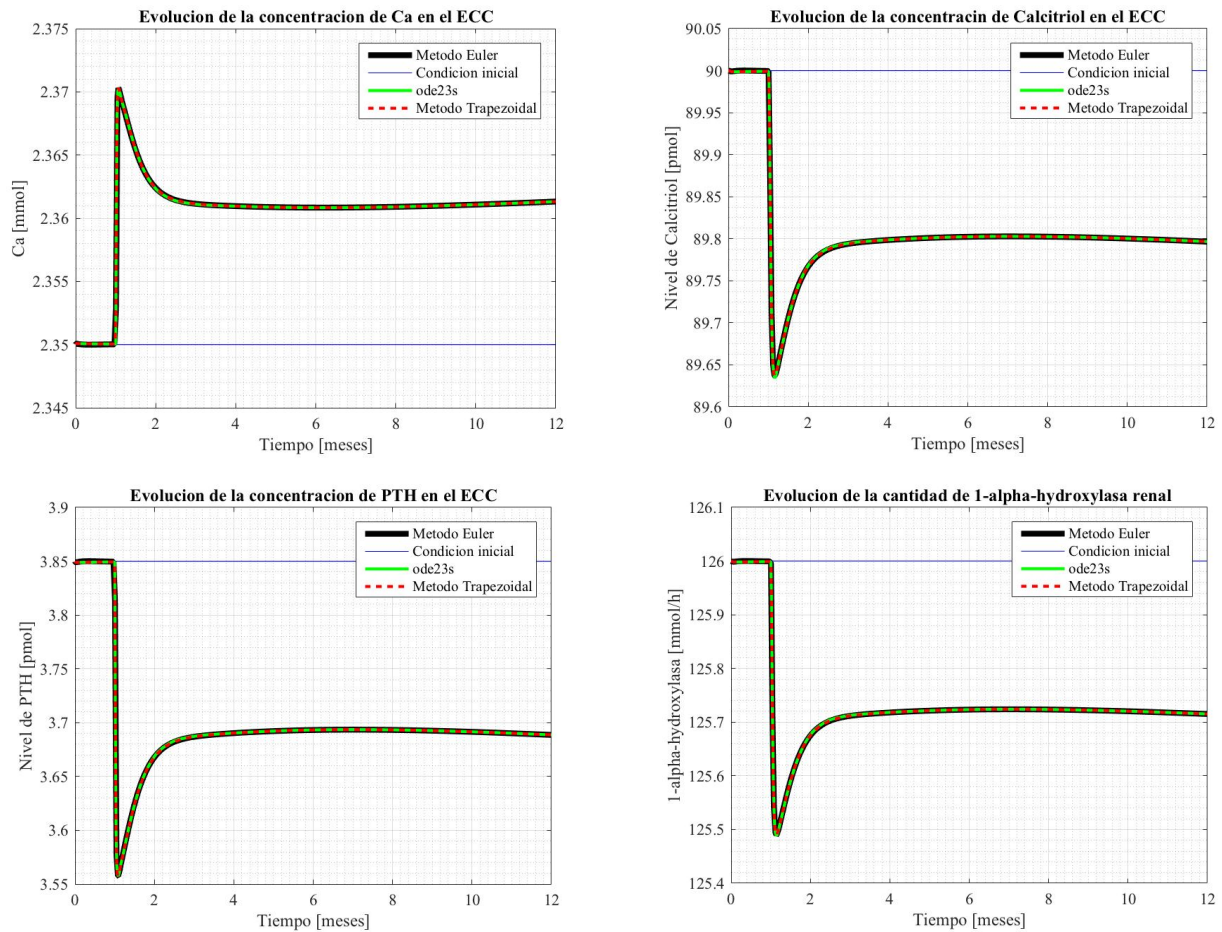 Evolucion de la concentracion de Ca en el ECC
2.375
2.37
2.365
2.36
2.355
2.35
2.345
Ca [mmol]
Metodo Euler
Condicion inicial
ode23s
Metodo Trapezoidal
0 2 4 6 8 10 12
Tiempo [meses]
Evolucion de la concentracin de Calcitriol en el ECC
90.05
90
89.95
89.9
89.85
89.8
89.75
89.7
89.65
89.6
Nivel de Calcitriol [pmol]
Metodo Euler
Condicion inicial
ode23s
Metodo Trapezoidal
0 2 4 6 8 10 12
Tiempo [meses]
Evolucion de la concentracion de PTH en el ECC
3.9
3.85
3.8
3.75
3.7
3.65
3.6
3.55
Nivel de PTH [pmol]
Metodo Euler
Condicion inicial
ode23s
Metodo Trapezoidal
0 2 4 6 8 10 12
Tiempo [meses]
Evolucion de la cantidad de 1-alpha-hydroxylasa renal
126.1
126
125.9
125.8
125.7
125.6
125.5
125.4
1-alpha-hydroxylasa [mmol/h]
Metodo Euler
Condicion inicial
ode23s
Metodo Trapezoidal
0 2 4 6 8 10 12
Tiempo [meses]